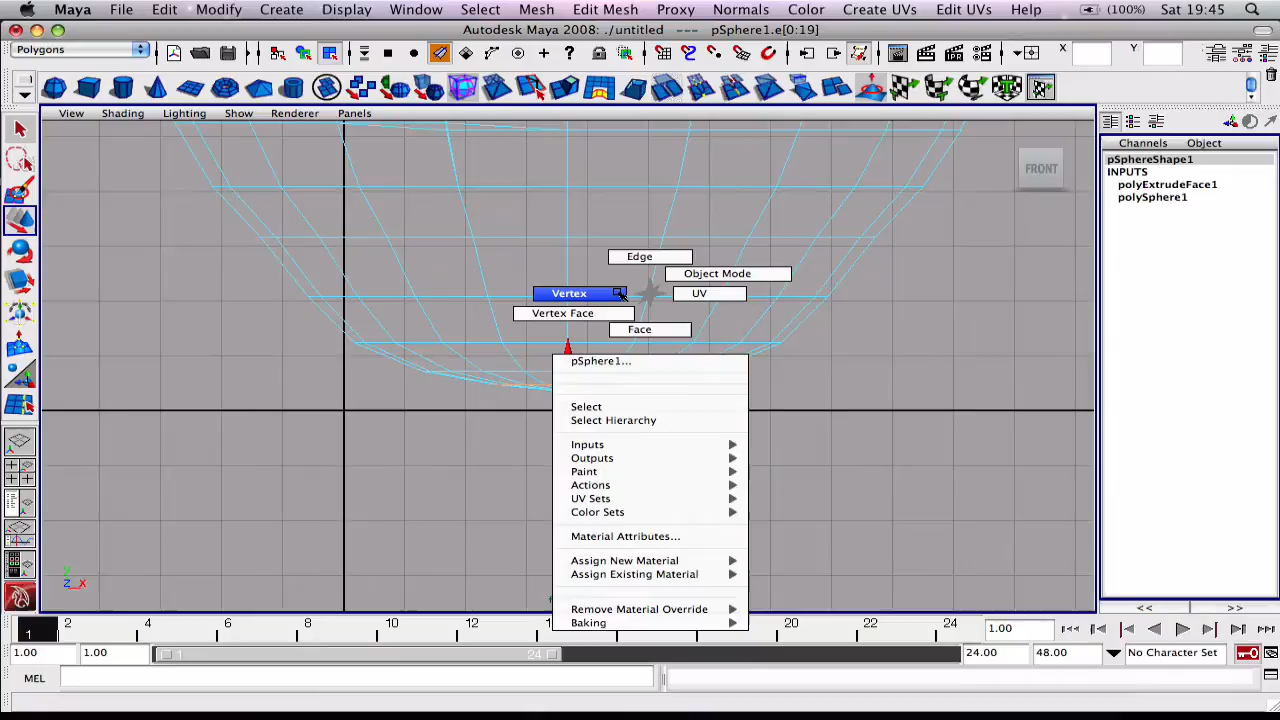 Maya File Edit Modify Create Display Window Select Mesh Edit Mesh Proxy Normals Color Create UVs Edit UVs Help (100%) Sat 19:45
Autodesk Maya 2008: ./untitled --- pSphere1.e[0:19]
Polygons X Y
View Shading Lighting Show Renderer Panels
Channels Object
pSphereShape1
INPUTS
polyExtrudeFace1
polySphere1
FRONT
Edge
Object Mode
Vertex
UV
Vertex Face
Face
pSphere1...
Select
Select Hierarchy
Inputs
Outputs
Paint
Actions
UV Sets
Color Sets
Material Attributes...
Assign New Material
Assign Existing Material
Remove Material Override
Baking
y
z x
<< >>
1 2 4 6 8 10 12 14 20 22 24 1.00
1.00 1.00 1 24 24.00 48.00 No Character Set
MEL